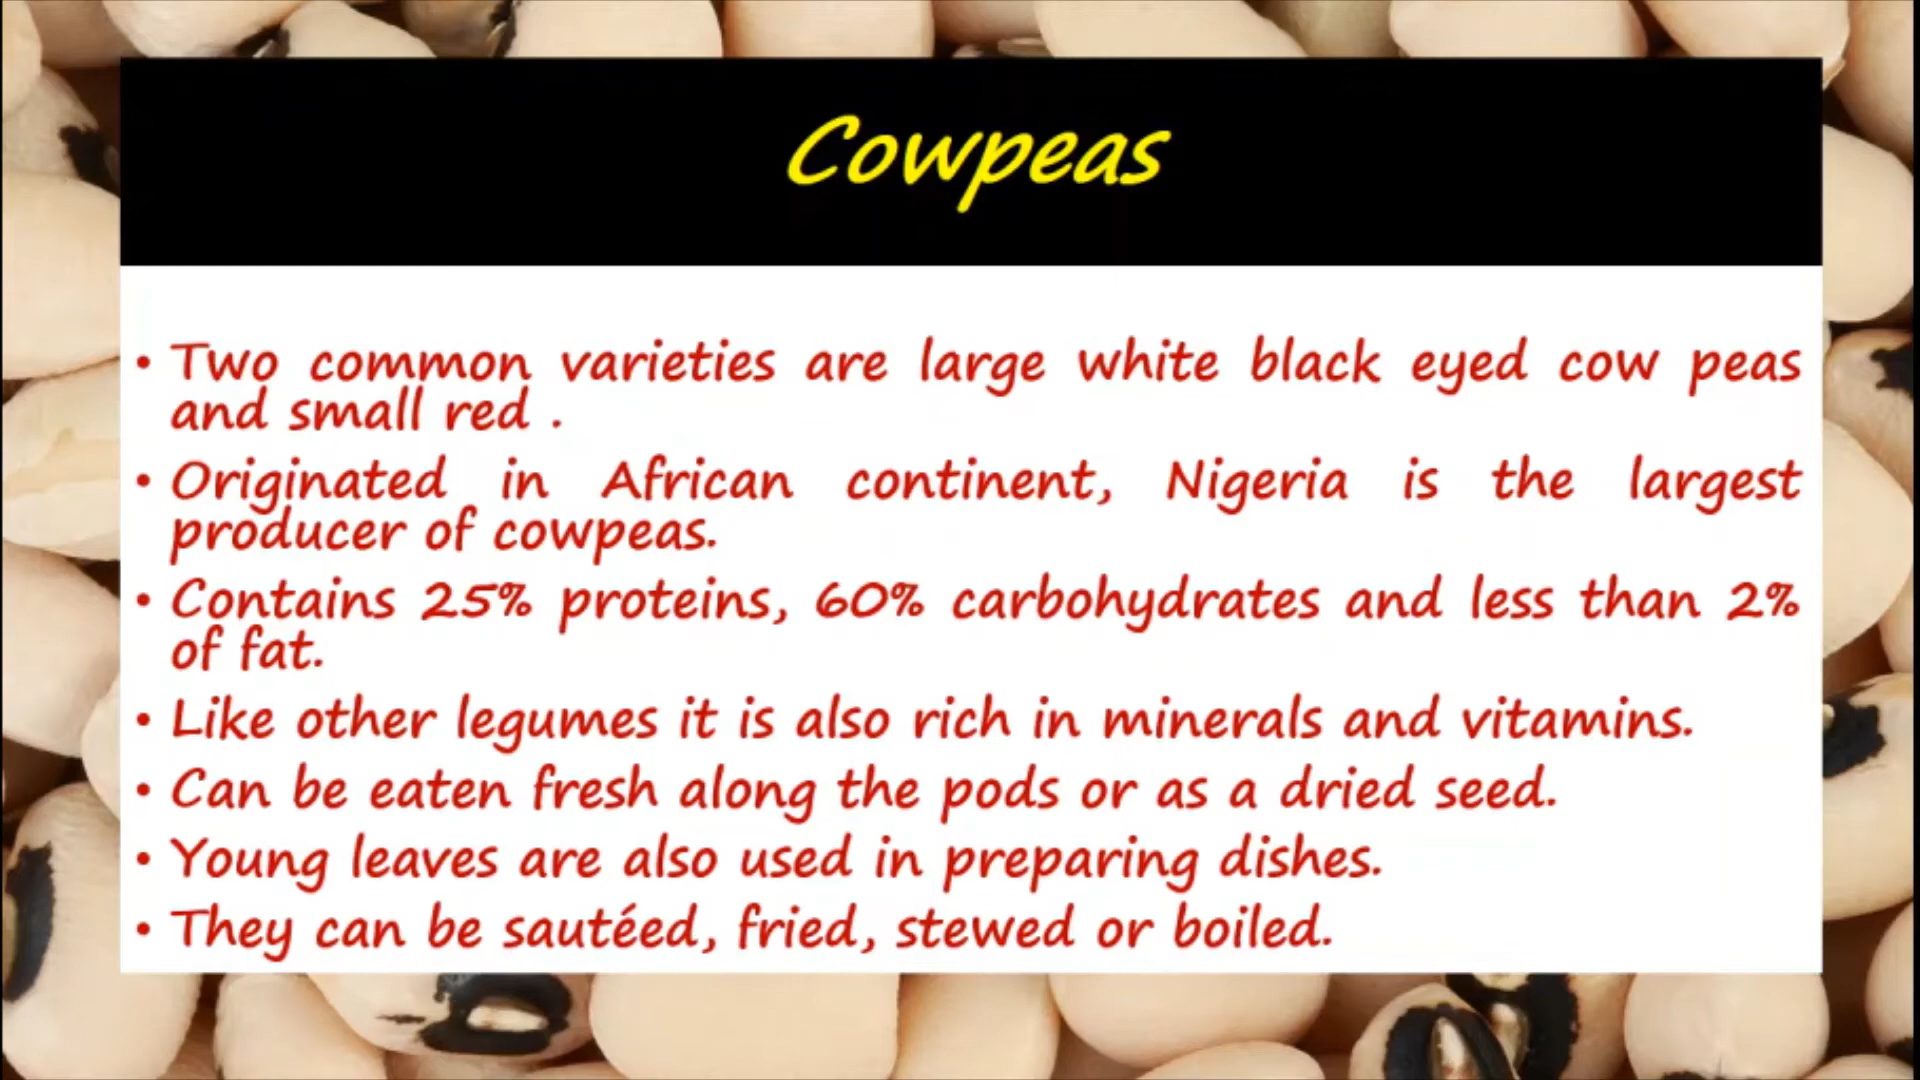 Cowpeas
• Two common varieties are large white black eyed cow peas
and small red .
• Originated in African continent, Nigeria is the largest
producer of cowpeas.
• Contains 25% proteins, 60% carbohydrates and less than 2%
of fat.
• Like other legumes it is also rich in minerals and vitamins.
• Can be eaten fresh along the pods or as a dried seed.
• Young leaves are also used in preparing dishes.
• They can be sautéed, fried, stewed or boiled.